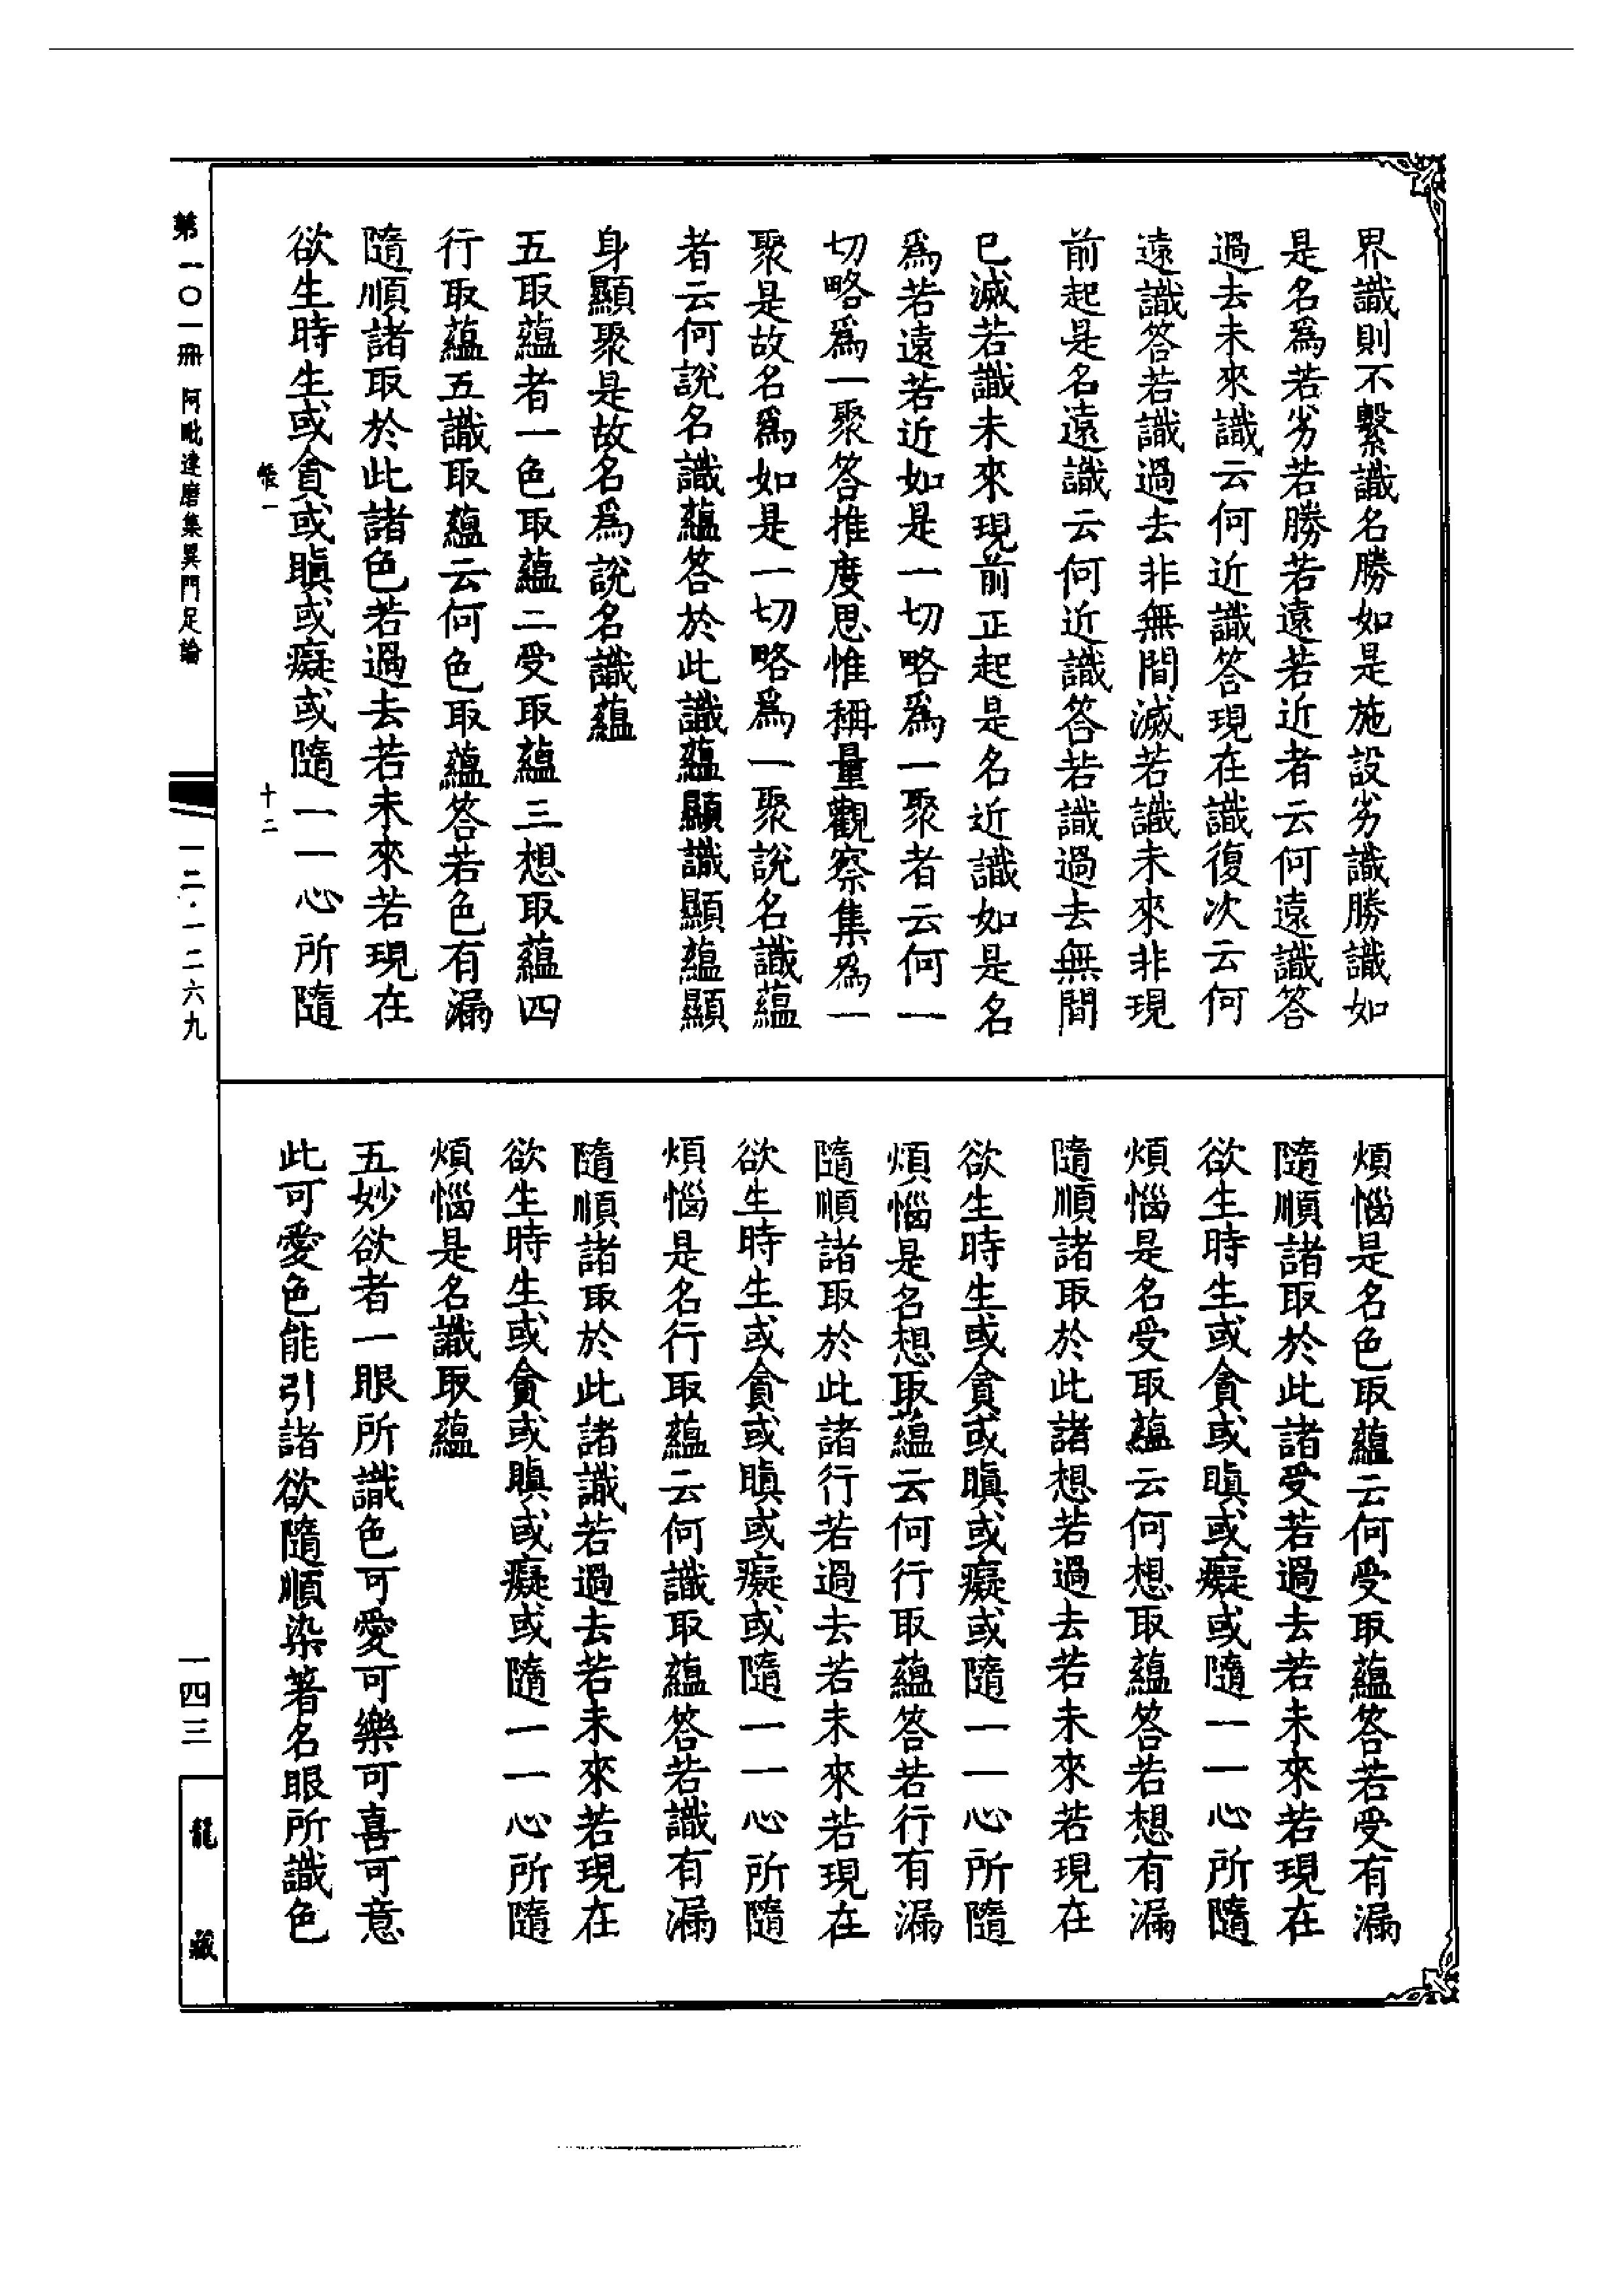 界識則不繫識名勝如是施設劣識勝識如
是名爲若劣若勝若遠若近者云何遠識答
過去未來識云何近識答現在識復次云何
遠識答若識過去非無間滅若識未來非現
前起是名遠識云何近識答若識過去無間
已滅若識未來現前正起是名近識如是名
爲若遠若近如是一切略爲一聚者云何一
切略爲一聚答推度思惟稱量觀察集爲一
聚是故名爲如是一切略爲一聚說名識蘊
者云何說名識蘊答於此識蘊顯識顯蘊顯
身顯聚是故名爲說名識蘊
五取蘊者一色取蘊二受取蘊三想取蘊四
行取蘊五識取蘊云何色取蘊答若色有漏
隨順諸取於此諸色若過去若未來若現在
欲生時生或貪或瞋或癡或隨一一心所隨
帳一 十二
煩惱是名色取蘊云何受取蘊答若受有漏
隨順諸取於此諸受若過去若未來若現在
欲生時生或貪或瞋或癡或隨一一心所隨
煩惱是名受取蘊云何想取蘊答若想有漏
隨順諸取於此諸想若過去若未來若現在
欲生時生或貪或瞋或癡或隨一一心所隨
煩惱是名想取蘊云何行取蘊答若行有漏
隨順諸取於此諸行若過去若未來若現在
欲生時生或貪或瞋或癡或隨一一心所隨
煩惱是名行取蘊云何識取蘊答若識有漏
隨順諸取於此諸識若過去若未來若現在
欲生時生或貪或瞋或癡或隨一一心所隨
煩惱是名識取蘊
五妙欲者一眼所識色可愛可樂可喜可意
此可愛色能引諸欲隨順染著名眼所識色
第一〇一冊 阿毗達磨集異門足論
一二·一二六九
一四三
龍藏